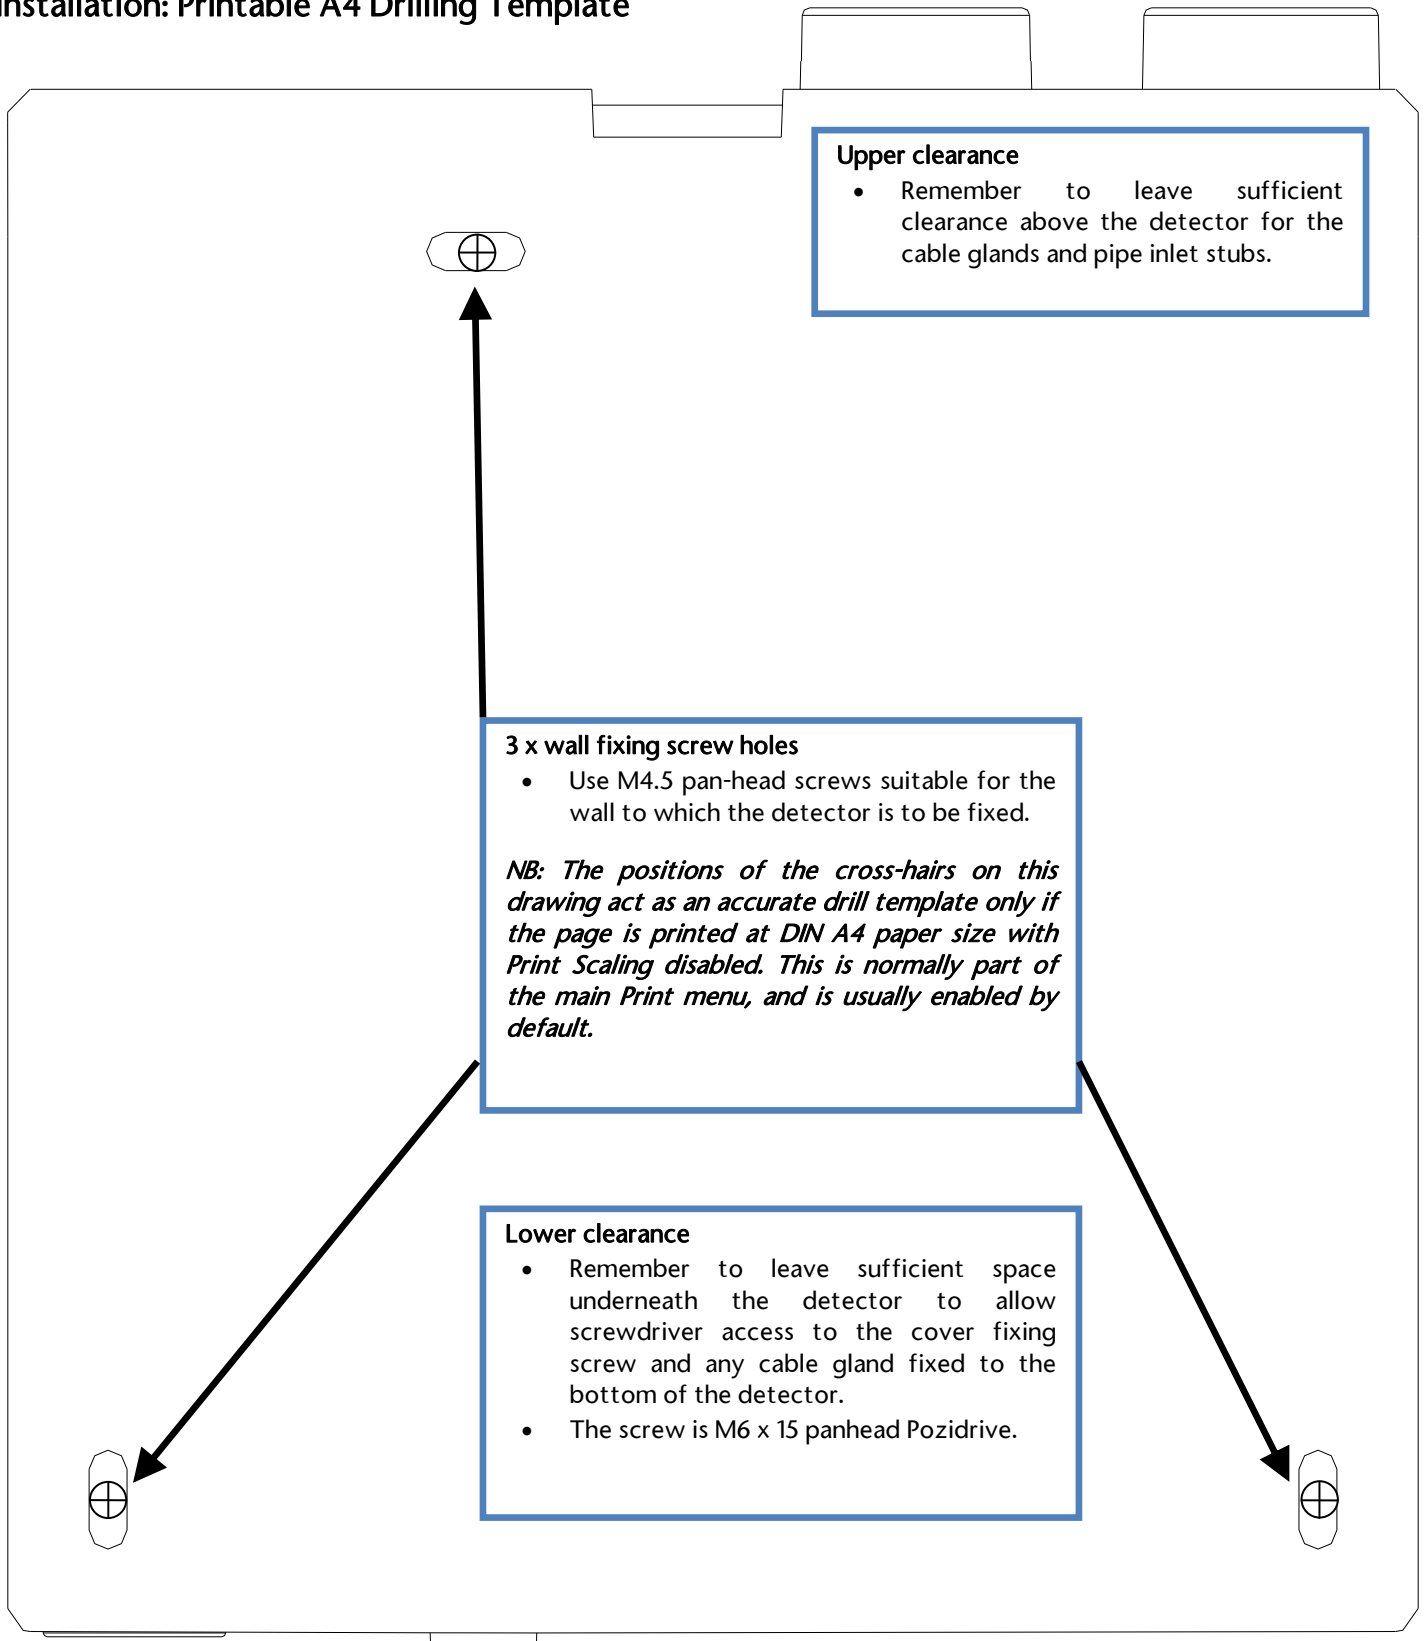 Installation: Printable A4 Drilling Template
Upper clearance
• Remember to leave sufficient
clearance above the detector for the
cable glands and pipe inlet stubs.
3 x wall fixing screw holes
• Use M4.5 pan-head screws suitable for the
wall to which the detector is to be fixed.
NB: The positions of the cross-hairs on this
drawing act as an accurate drill template only if
the page is printed at DIN A4 paper size with
Print Scaling disabled. This is normally part of
the main Print menu, and is usually enabled by
default.
Lower clearance
• Remember to leave sufficient space
underneath the detector to allow
screwdriver access to the cover fixing
screw and any cable gland fixed to the
bottom of the detector.
• The screw is M6 x 15 panhead Pozidrive.